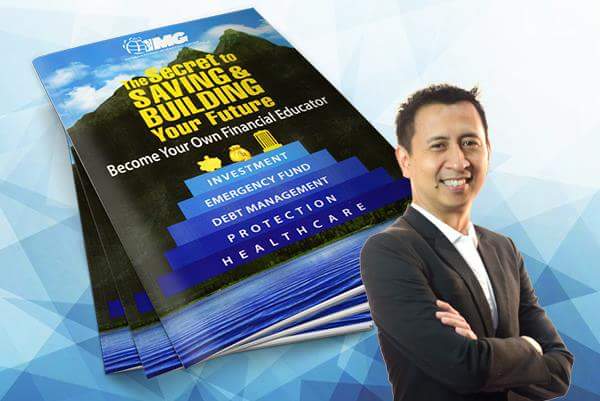 IMG
The Secret to
SAVING &
BUILDING
Your Future
Become Your Own Financial Educator
INVESTMENT
EMERGENCY FUND
DEBT MANAGEMENT
PROTECTION
HEALTHCARE